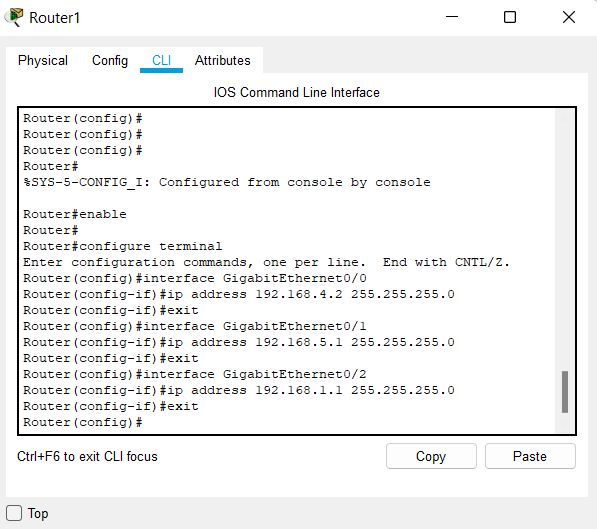 Router1
Physical Config CLI Attributes
IOS Command Line Interface
Router(config)#
Router(config)#
Router(config)#
Router#
%SYS-5-CONFIG_I: Configured from console by console
Router#enable
Router#
Router#configure terminal
Enter configuration commands, one per line.  End with CNTL/Z.
Router(config)#interface GigabitEthernet0/0
Router(config-if)#ip address 192.168.4.2 255.255.255.0
Router(config-if)#exit
Router(config)#interface GigabitEthernet0/1
Router(config-if)#ip address 192.168.5.1 255.255.255.0
Router(config-if)#exit
Router(config)#interface GigabitEthernet0/2
Router(config-if)#ip address 192.168.1.1 255.255.255.0
Router(config-if)#exit
Router(config)#
Ctrl+F6 to exit CLI focus Copy Paste
Top